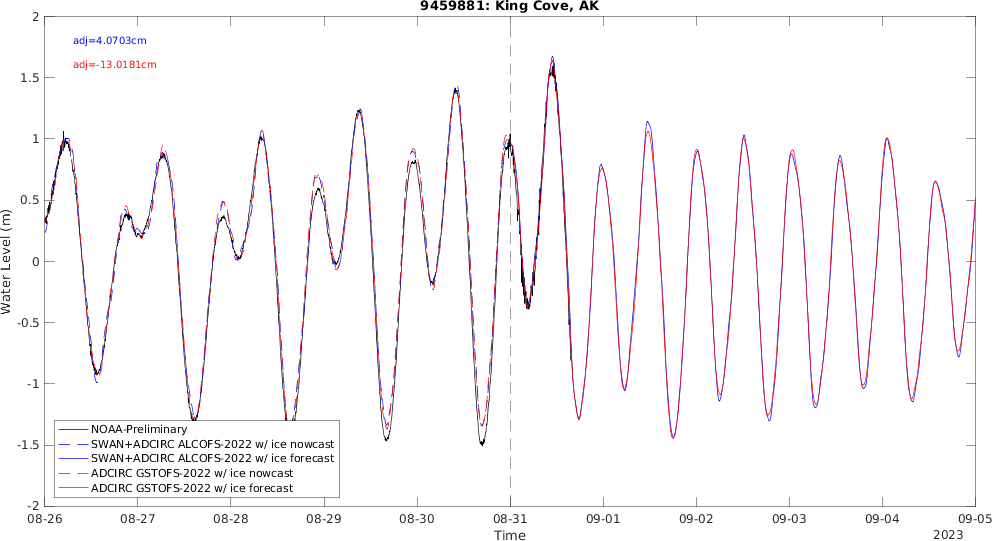 9459881: King Cove, AK
adj=4.0703cm
adj=-13.0181cm
2
1.5
1
0.5
0
-0.5
-1
-1.5
-2
Water Level (m)
NOAA-Preliminary
SWAN+ADCIRC ALCOFS-2022 w/ ice nowcast
SWAN+ADCIRC ALCOFS-2022 w/ ice forecast
ADCIRC GSTOFS-2022 w/ ice nowcast
ADCIRC GSTOFS-2022 w/ ice forecast
08-26 08-27 08-28 08-29 08-30 08-31 09-01 09-02 09-03 09-04 09-05
Time
2023